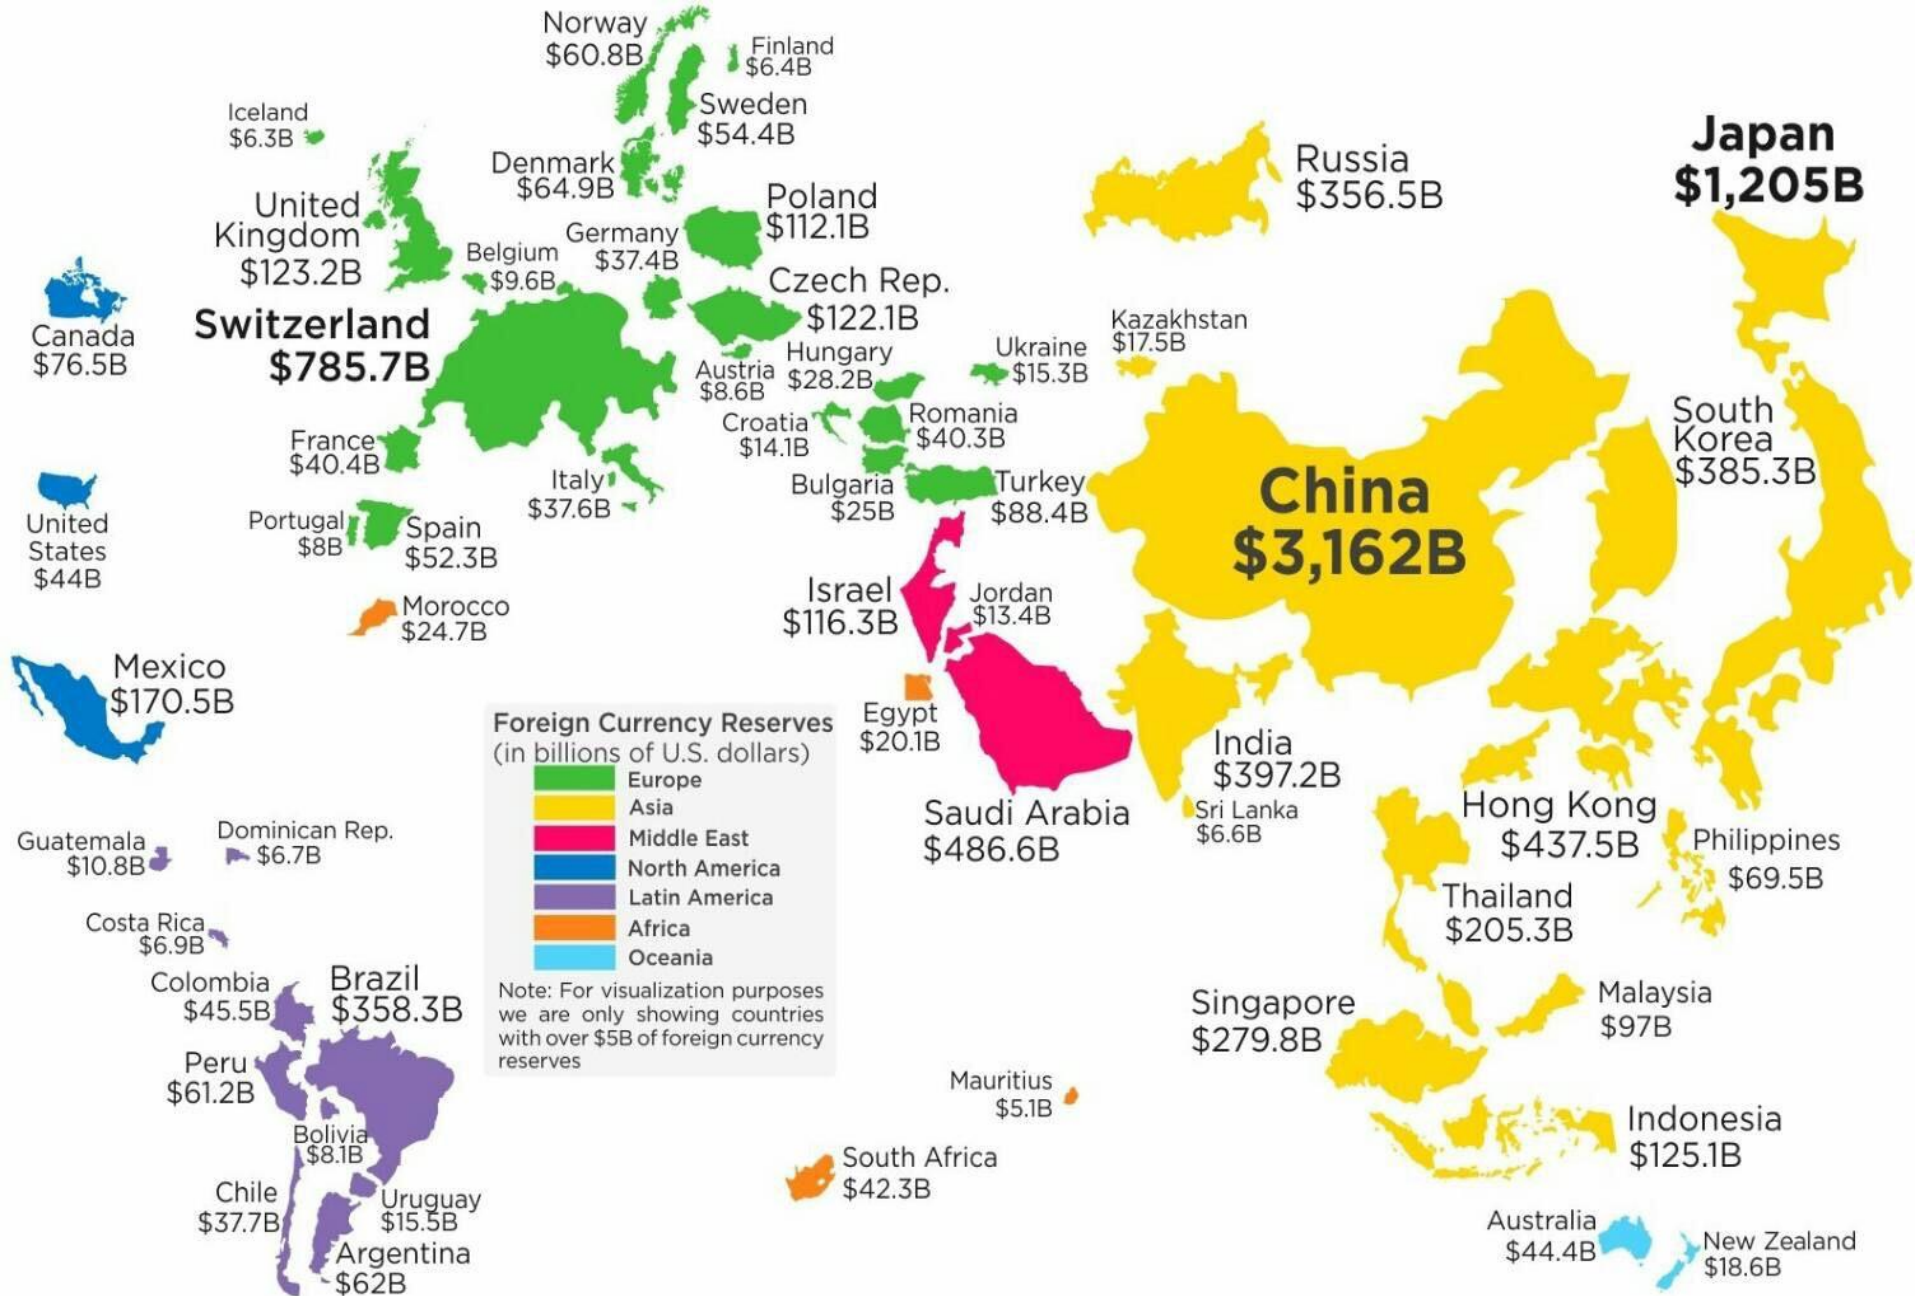 Norway
$60.8B
Finland
$6.4B
Sweden
$54.4B
Iceland
$6.3B
Denmark
$64.9B
United
Kingdom
$123.2B
Poland
$112.1B
Germany
$37.4B
Belgium
$9.6B
Czech Rep.
$122.1B
Switzerland
$785.7B
Canada
$76.5B
Austria
$8.6B
Hungary
$28.2B
Ukraine
$15.3B
Kazakhstan
$17.5B
Russia
$356.5B
Japan
$1,205B
Croatia
$14.1B
Romania
$40.3B
France
$40.4B
Italy
$37.6B
Bulgaria
$25B
Turkey
$88.4B
China
$3,162B
South
Korea
$385.3B
United
States
$44B
Portugal
$8B
Spain
$52.3B
Morocco
$24.7B
Israel
$116.3B
Jordan
$13.4B
Mexico
$170.5B
Egypt
$20.1B
Saudi Arabia
$486.6B
India
$397.2B
Sri Lanka
$6.6B
Hong Kong
$437.5B
Philippines
$69.5B
Thailand
$205.3B
Foreign Currency Reserves
(in billions of U.S. dollars)
Europe
Asia
Middle East
North America
Latin America
Africa
Oceania
Note: For visualization purposes
we are only showing countries
with over $5B of foreign currency
reserves
Guatemala
$10.8B
Dominican Rep.
$6.7B
Costa Rica
$6.9B
Colombia
$45.5B
Brazil
$358.3B
Peru
$61.2B
Bolivia
$8.1B
Chile
$37.7B
Uruguay
$15.5B
Argentina
$62B
Mauritius
$5.1B
South Africa
$42.3B
Singapore
$279.8B
Malaysia
$97B
Indonesia
$125.1B
Australia
$44.4B
New Zealand
$18.6B